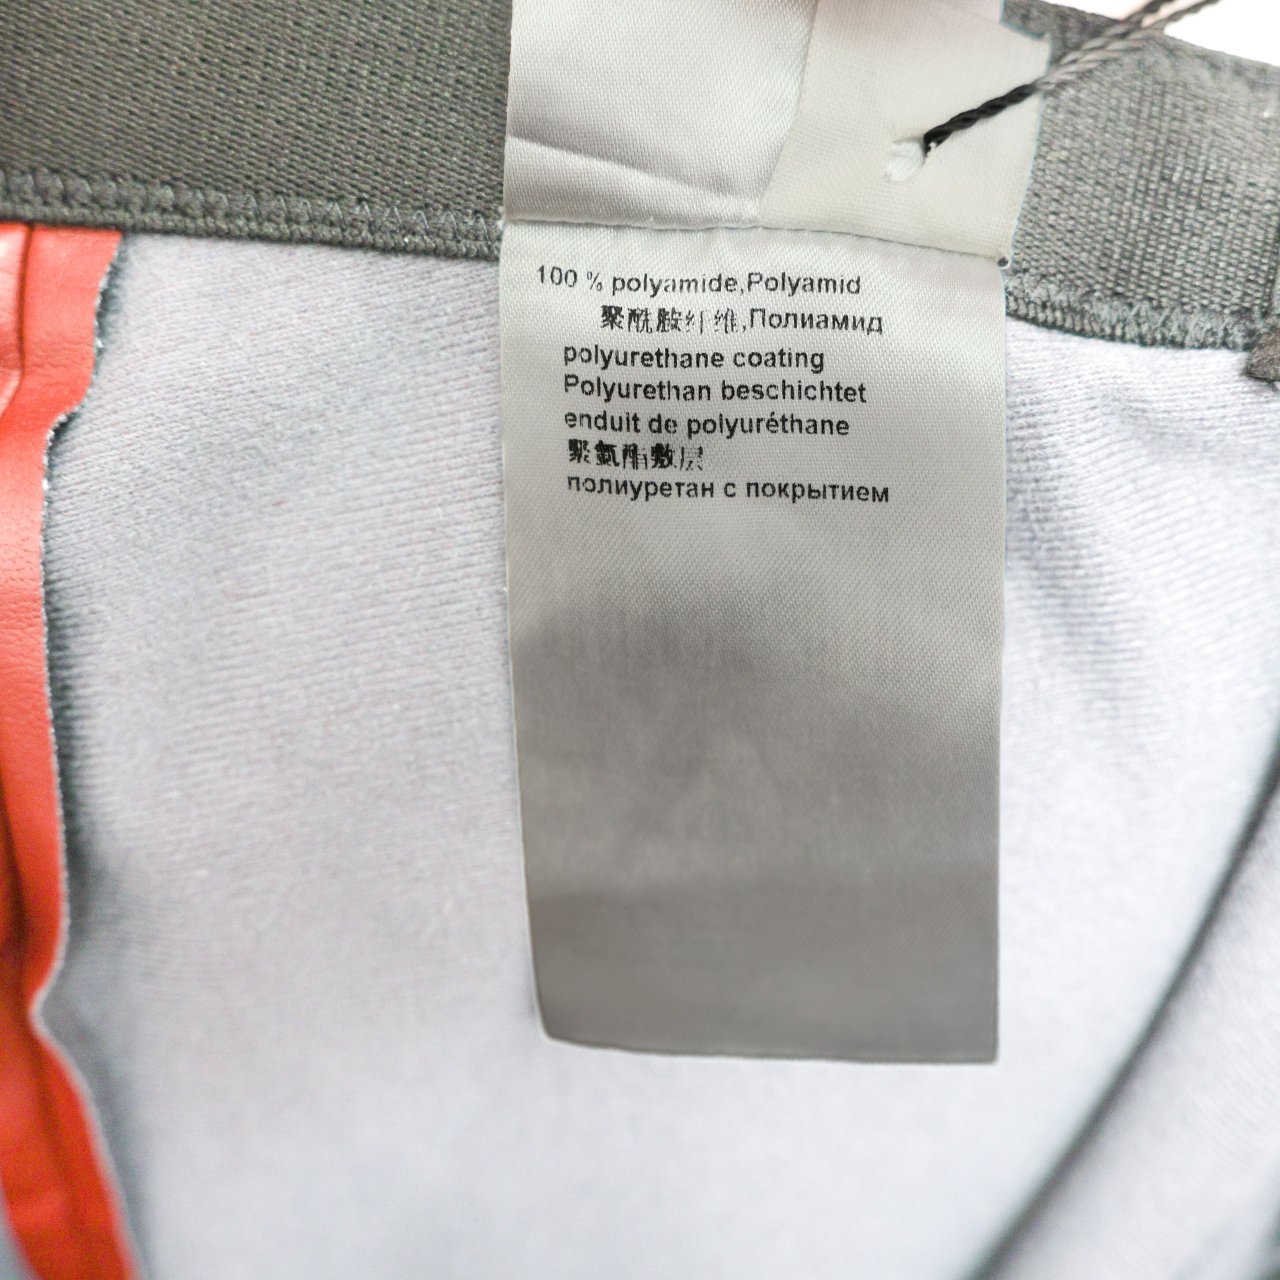 100 % polyamide,Polyamid
聚酰胺纤维,Полиамид
polyurethane coating
Polyurethan beschichtet
enduit de polyuréthane
聚氨酯敷层
полиуретан с покрытием